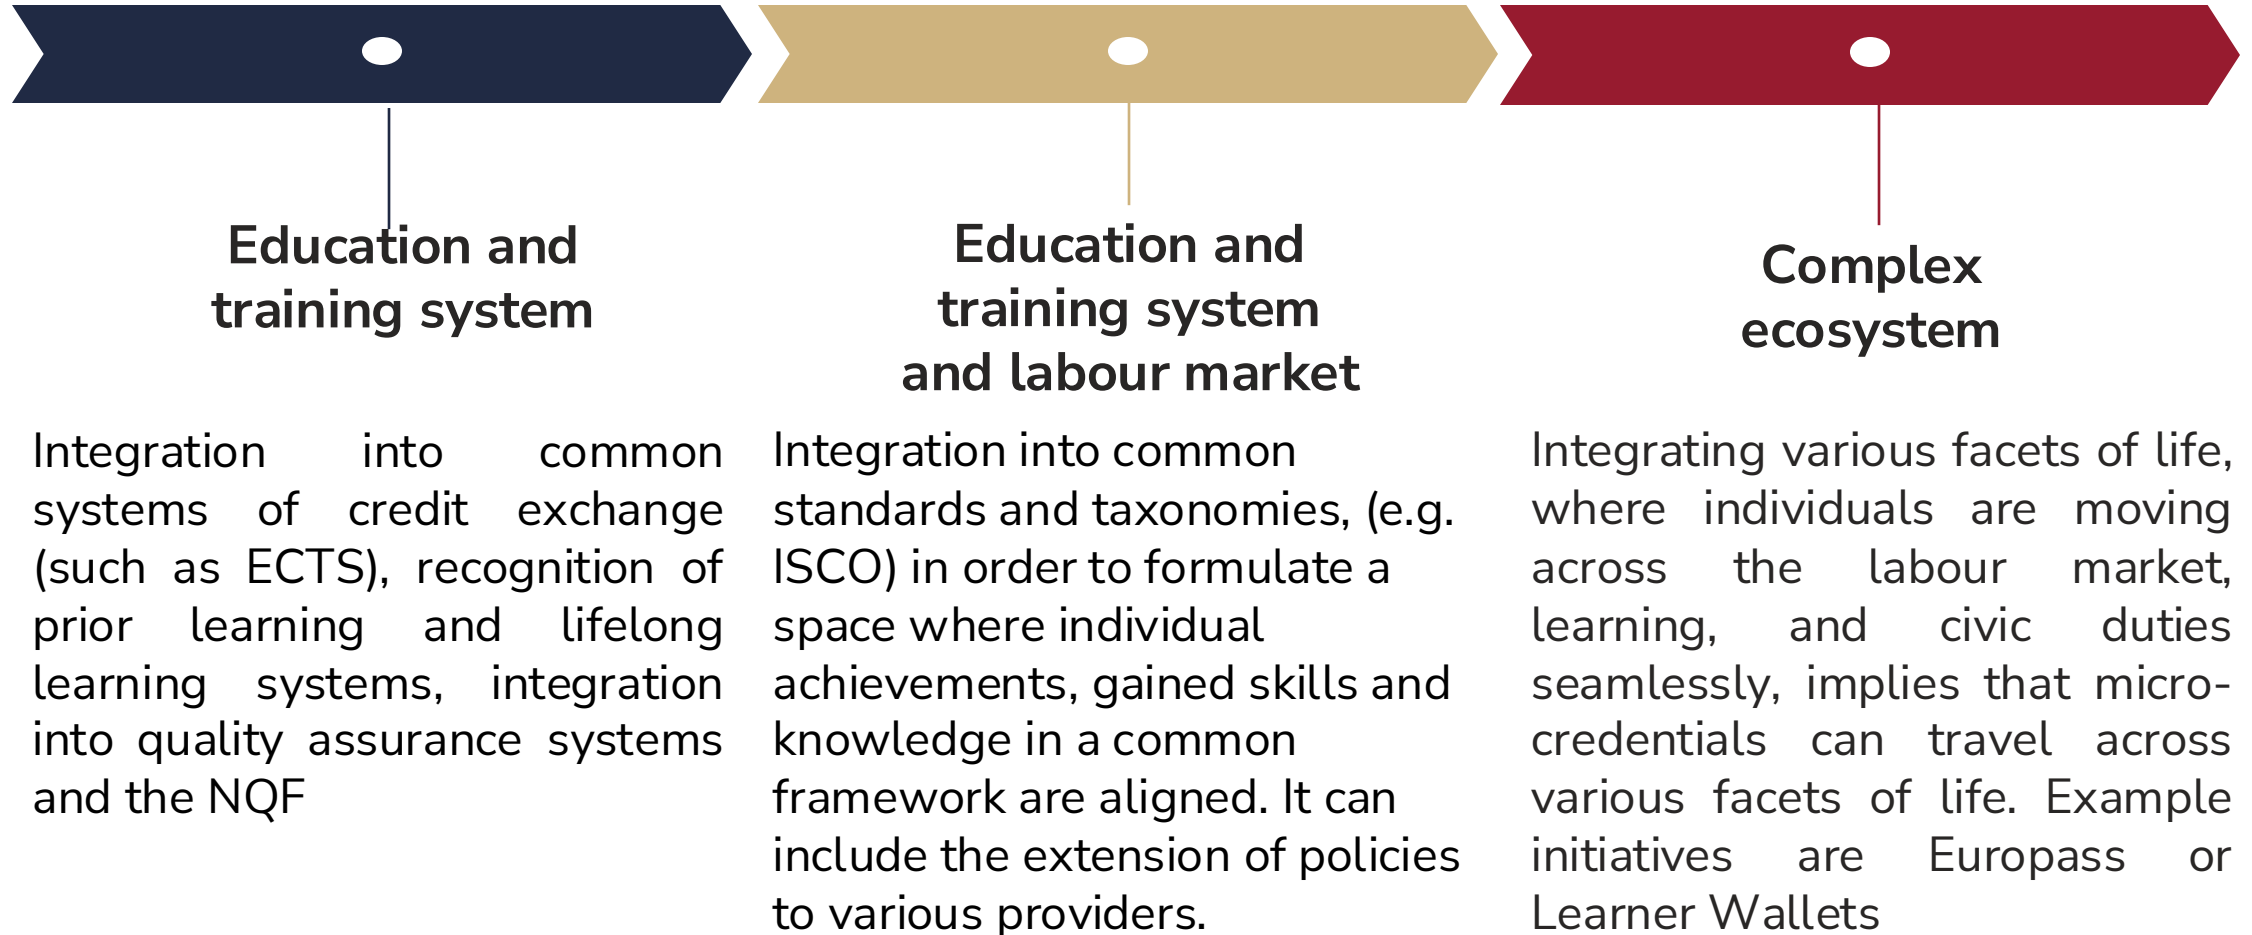 Education and
training system
Integration into common
systems of credit exchange
(such as ECTS), recognition of
prior learning and lifelong
learning systems, integration
into quality assurance systems
and the NQF
Education and
training system
and labour market
Integration into common
standards and taxonomies, (e.g.
ISCO) in order to formulate a
space where individual
achievements, gained skills and
knowledge in a common
framework are aligned. It can
include the extension of policies
to various providers.
Complex
ecosystem
Integrating various facets of life,
where individuals are moving
across the labour market,
learning, and civic duties
seamlessly, implies that micro-
credentials can travel across
various facets of life. Example
initiatives are Europass or
Learner Wallets